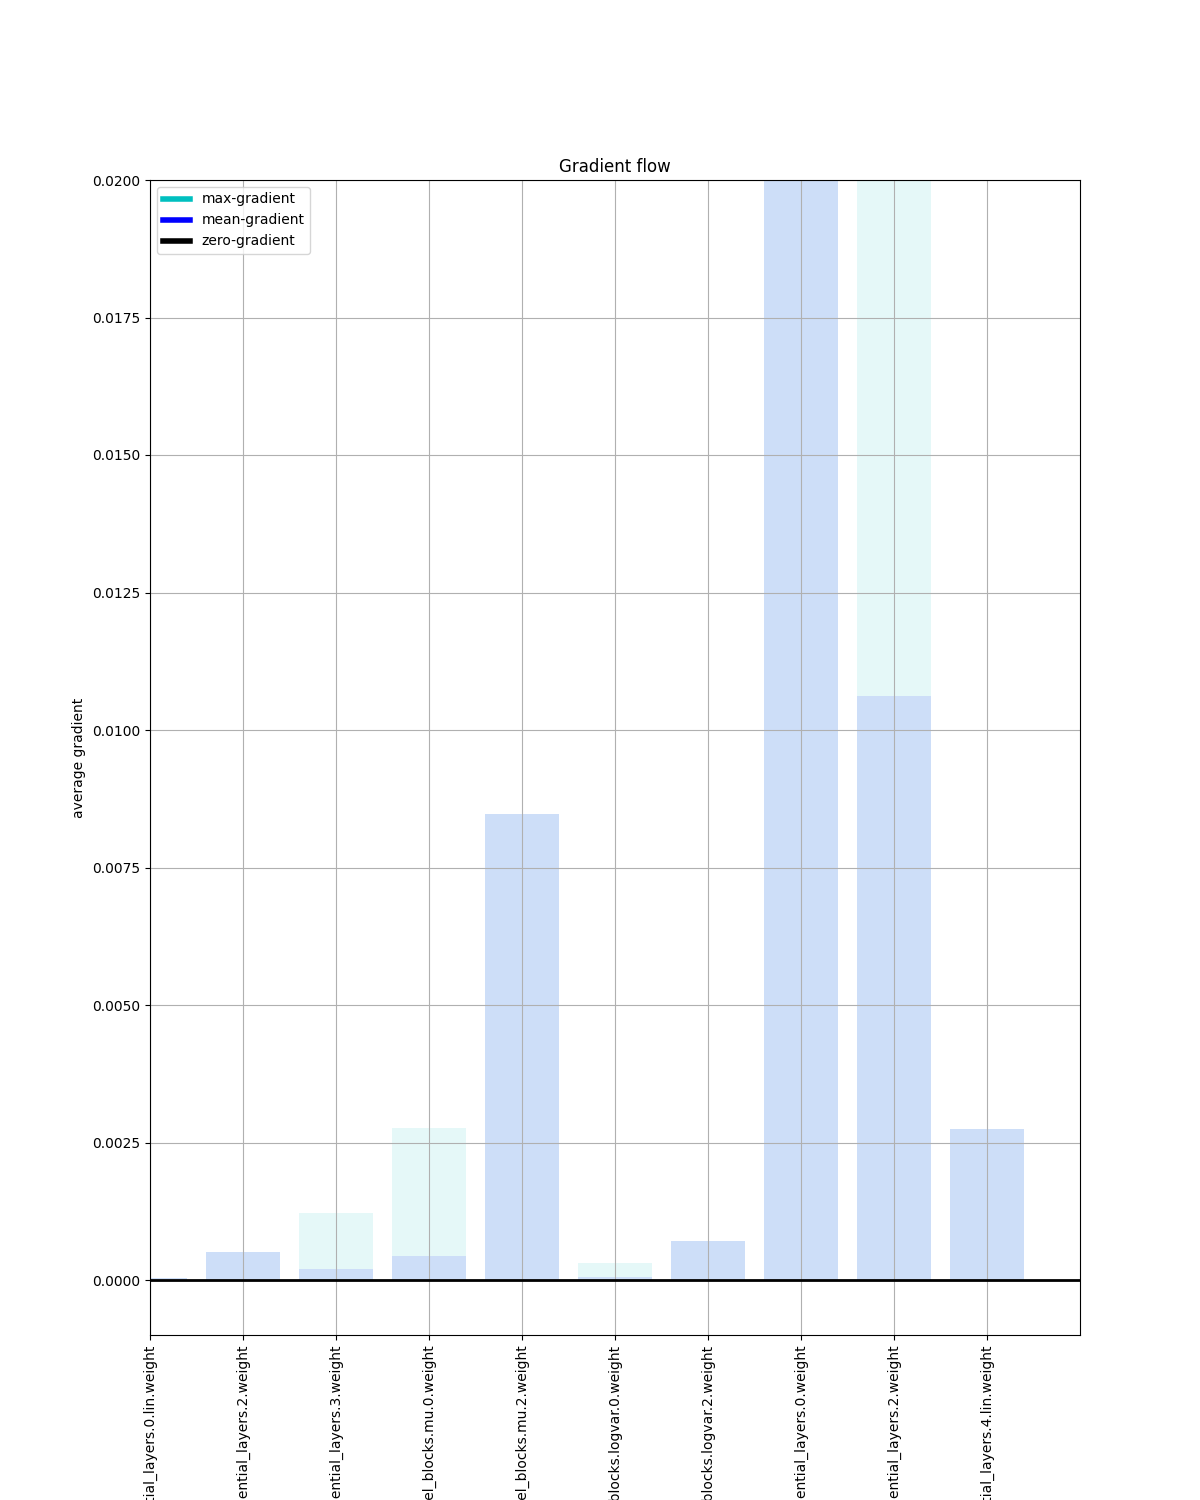 Gradient flow
max-gradient
mean-gradient
zero-gradient
0.0200
0.0175
0.0150
0.0125
0.0100
0.0075
0.0050
0.0025
0.0000
average gradient
tial_layers.0.lin.weight
ential_layers.2.weight
ential_layers.3.weight
el_blocks.mu.0.weight
el_blocks.mu.2.weight
blocks.logvar.0.weight
blocks.logvar.2.weight
ential_layers.0.weight
ential_layers.2.weight
tial_layers.4.lin.weight